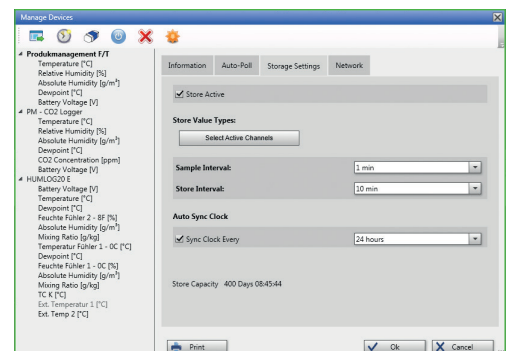 Manage Devices
Produkmanagement F/T
Temperature [°C]
Relative Humidity [%]
Absolute Humidity [g/m³]
Dewpoint [°C]
Battery Voltage [V]
PM - CO2 Logger
Temperature [°C]
Relative Humidity [%]
Absolute Humidity [g/m³]
Dewpoint [°C]
CO2 Concentration [ppm]
Battery Voltage [V]
HUMLOG20 E
Battery Voltage [V]
Temperature [°C]
Dewpoint [°C]
Feuchte Fühler 2 - 8F [%]
Absolute Humidity [g/m³]
Mixing Ratio [g/kg]
Temperatur Fühler 1 - 0C [°C]
Dewpoint [°C]
Feuchte Fühler 1 - 0C [%]
Absolute Humidity [g/m³]
Mixing Ratio [g/kg]
TC K [°C]
Ext. Temperatur 1 [°C]
Ext. Temp 2 [°C]
Information Auto-Poll Storage Settings Network
Store Active
Store Value Types:
Select Active Channels
Sample Interval: 1 min
Store Interval: 10 min
Auto Sync Clock
Sync Clock Every 24 hours
Store Capacity 400 Days 08:45:44
Print Ok Cancel